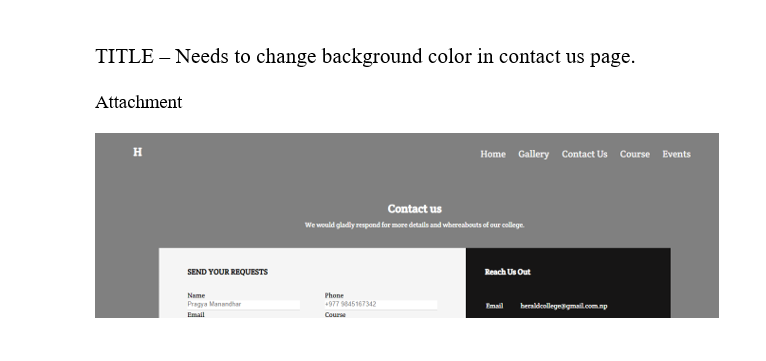 TITLE – Needs to change background color in contact us page.
Attachment
H
Home Gallery Contact Us Course Events
Contact us
We would gladly respond for more details and whereabouts of our college.
SEND YOUR REQUESTS
Name Phone
Pragya Manandhar +977 9845167342
Email Course
Reach Us Out
Email heraldcollege@gmail.com.np